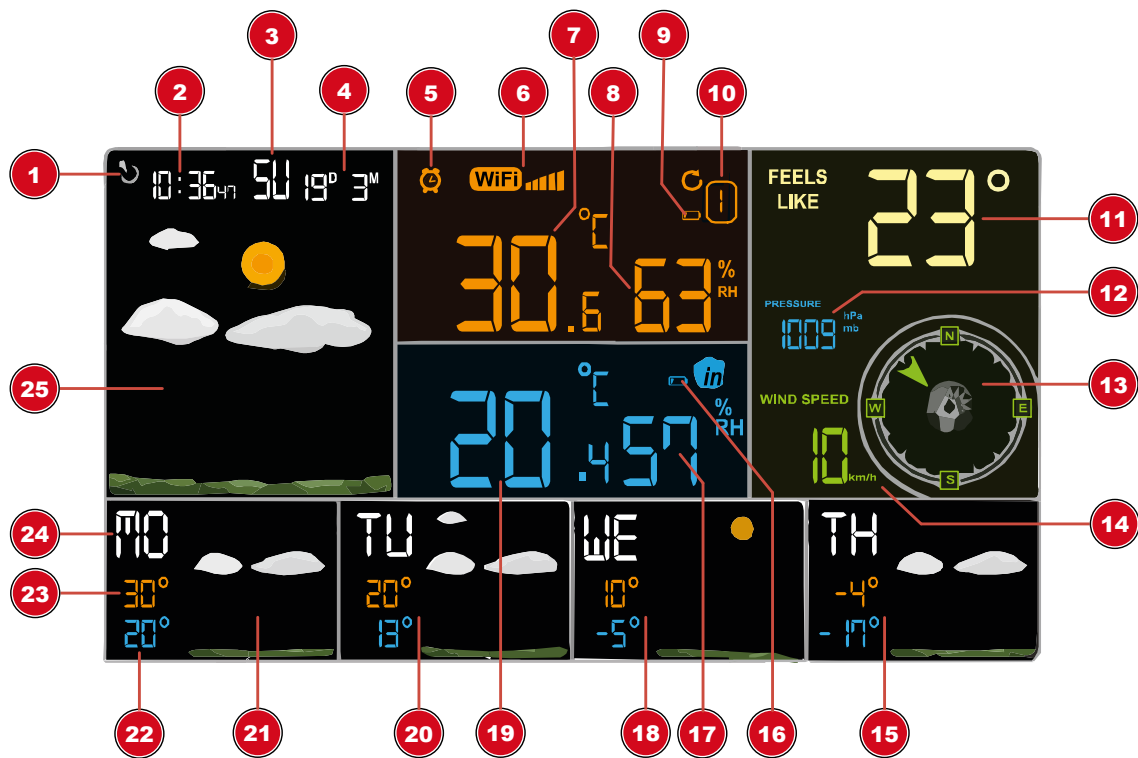 3 7 9
2 4 5 6 8 10
1
10:36 47 SU 19D 3M
WiFi
1
FEELS
LIKE
23°
11
30.6 °C 63 %
RH
PRESSURE
1009 hPa
mb
12
N
W E
S
13
25
20.4 °C 57 %
RH
in
WIND SPEED
10 km/h
14
24
MO TU WE TH
23
30° 20° 10° -4°
20° 13° -5° -17°
22 21 20 19 18 17 16 15